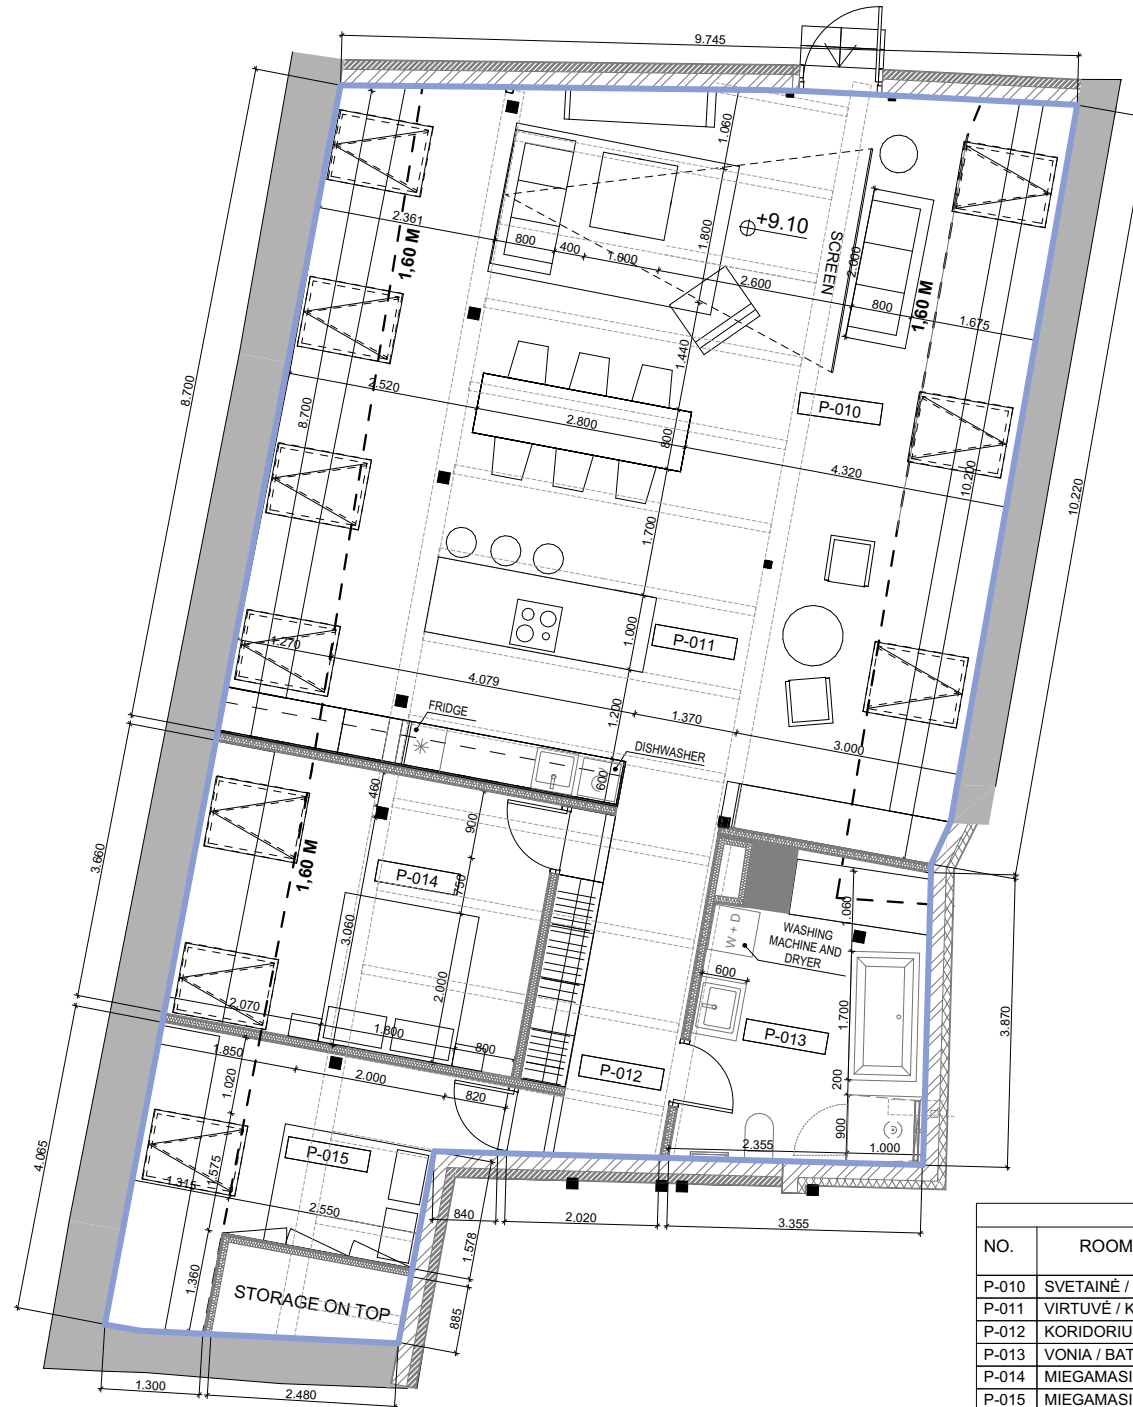 9.745
1.060
2.361
1,60 M
800
400
1.000
1.800
+9.10
SCREEN
2.000
2.600
800
1,60 M
1.675
8.700
8.700
2.520
1.440
2.800
800
P-010
4.320
10.200
10.220
1.700
1.270
1.000
P-011
4.079
1.200
1.370
3.000
FRIDGE
DISHWASHER
600
460
900
3.660
1,60 M
P-014
750
3.060
2.000
1.060
W + D
WASHING
MACHINE AND
DRYER
600
1.700
P-013
3.870
2.070
1.800
800
1.850
2.000
820
1.020
P-012
200
900
2.355
1.000
4.065
P-015
1.575
1.315
2.550
840
2.020
3.355
1.578
1.360
STORAGE ON TOP
885
1.300
2.480
NO.
ROOM
P-010 SVETAINĖ /
P-011 VIRTUVĖ / K
P-012 KORIDORIU
P-013 VONIA / BAT
P-014 MIEGAMASI
P-015 MIEGAMASI